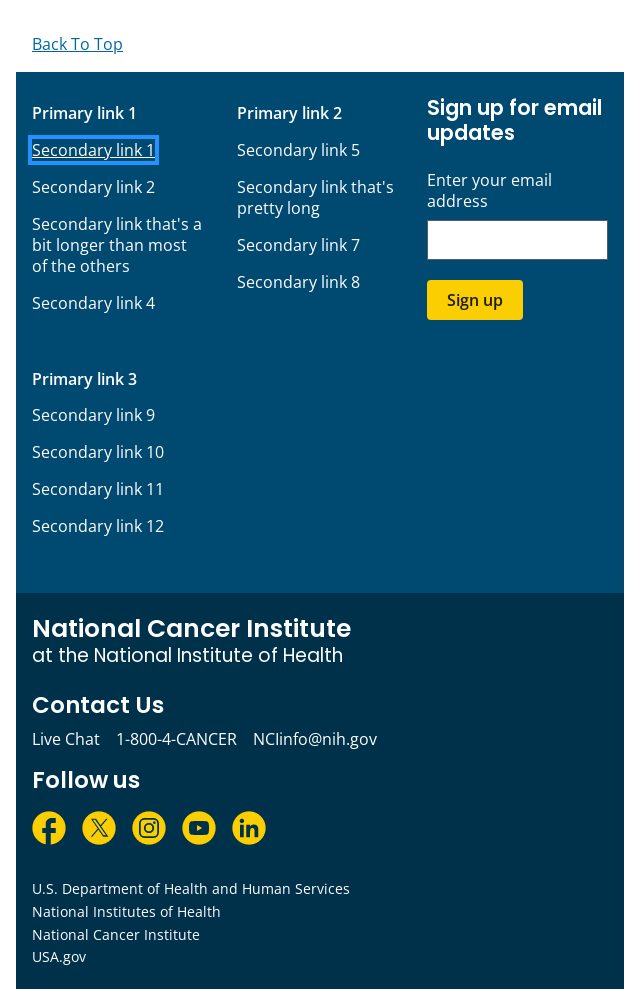 Back To Top
Primary link 1
Secondary link 1
Secondary link 2
Secondary link that's a
bit longer than most
of the others
Secondary link 4
Primary link 2
Secondary link 5
Secondary link that's
pretty long
Secondary link 7
Secondary link 8
Primary link 3
Secondary link 9
Secondary link 10
Secondary link 11
Secondary link 12
Sign up for email
updates
Enter your email
address
Sign up
National Cancer Institute
at the National Institute of Health
Contact Us
Live Chat 1-800-4-CANCER NCIinfo@nih.gov
Follow us
U.S. Department of Health and Human Services
National Institutes of Health
National Cancer Institute
USA.gov